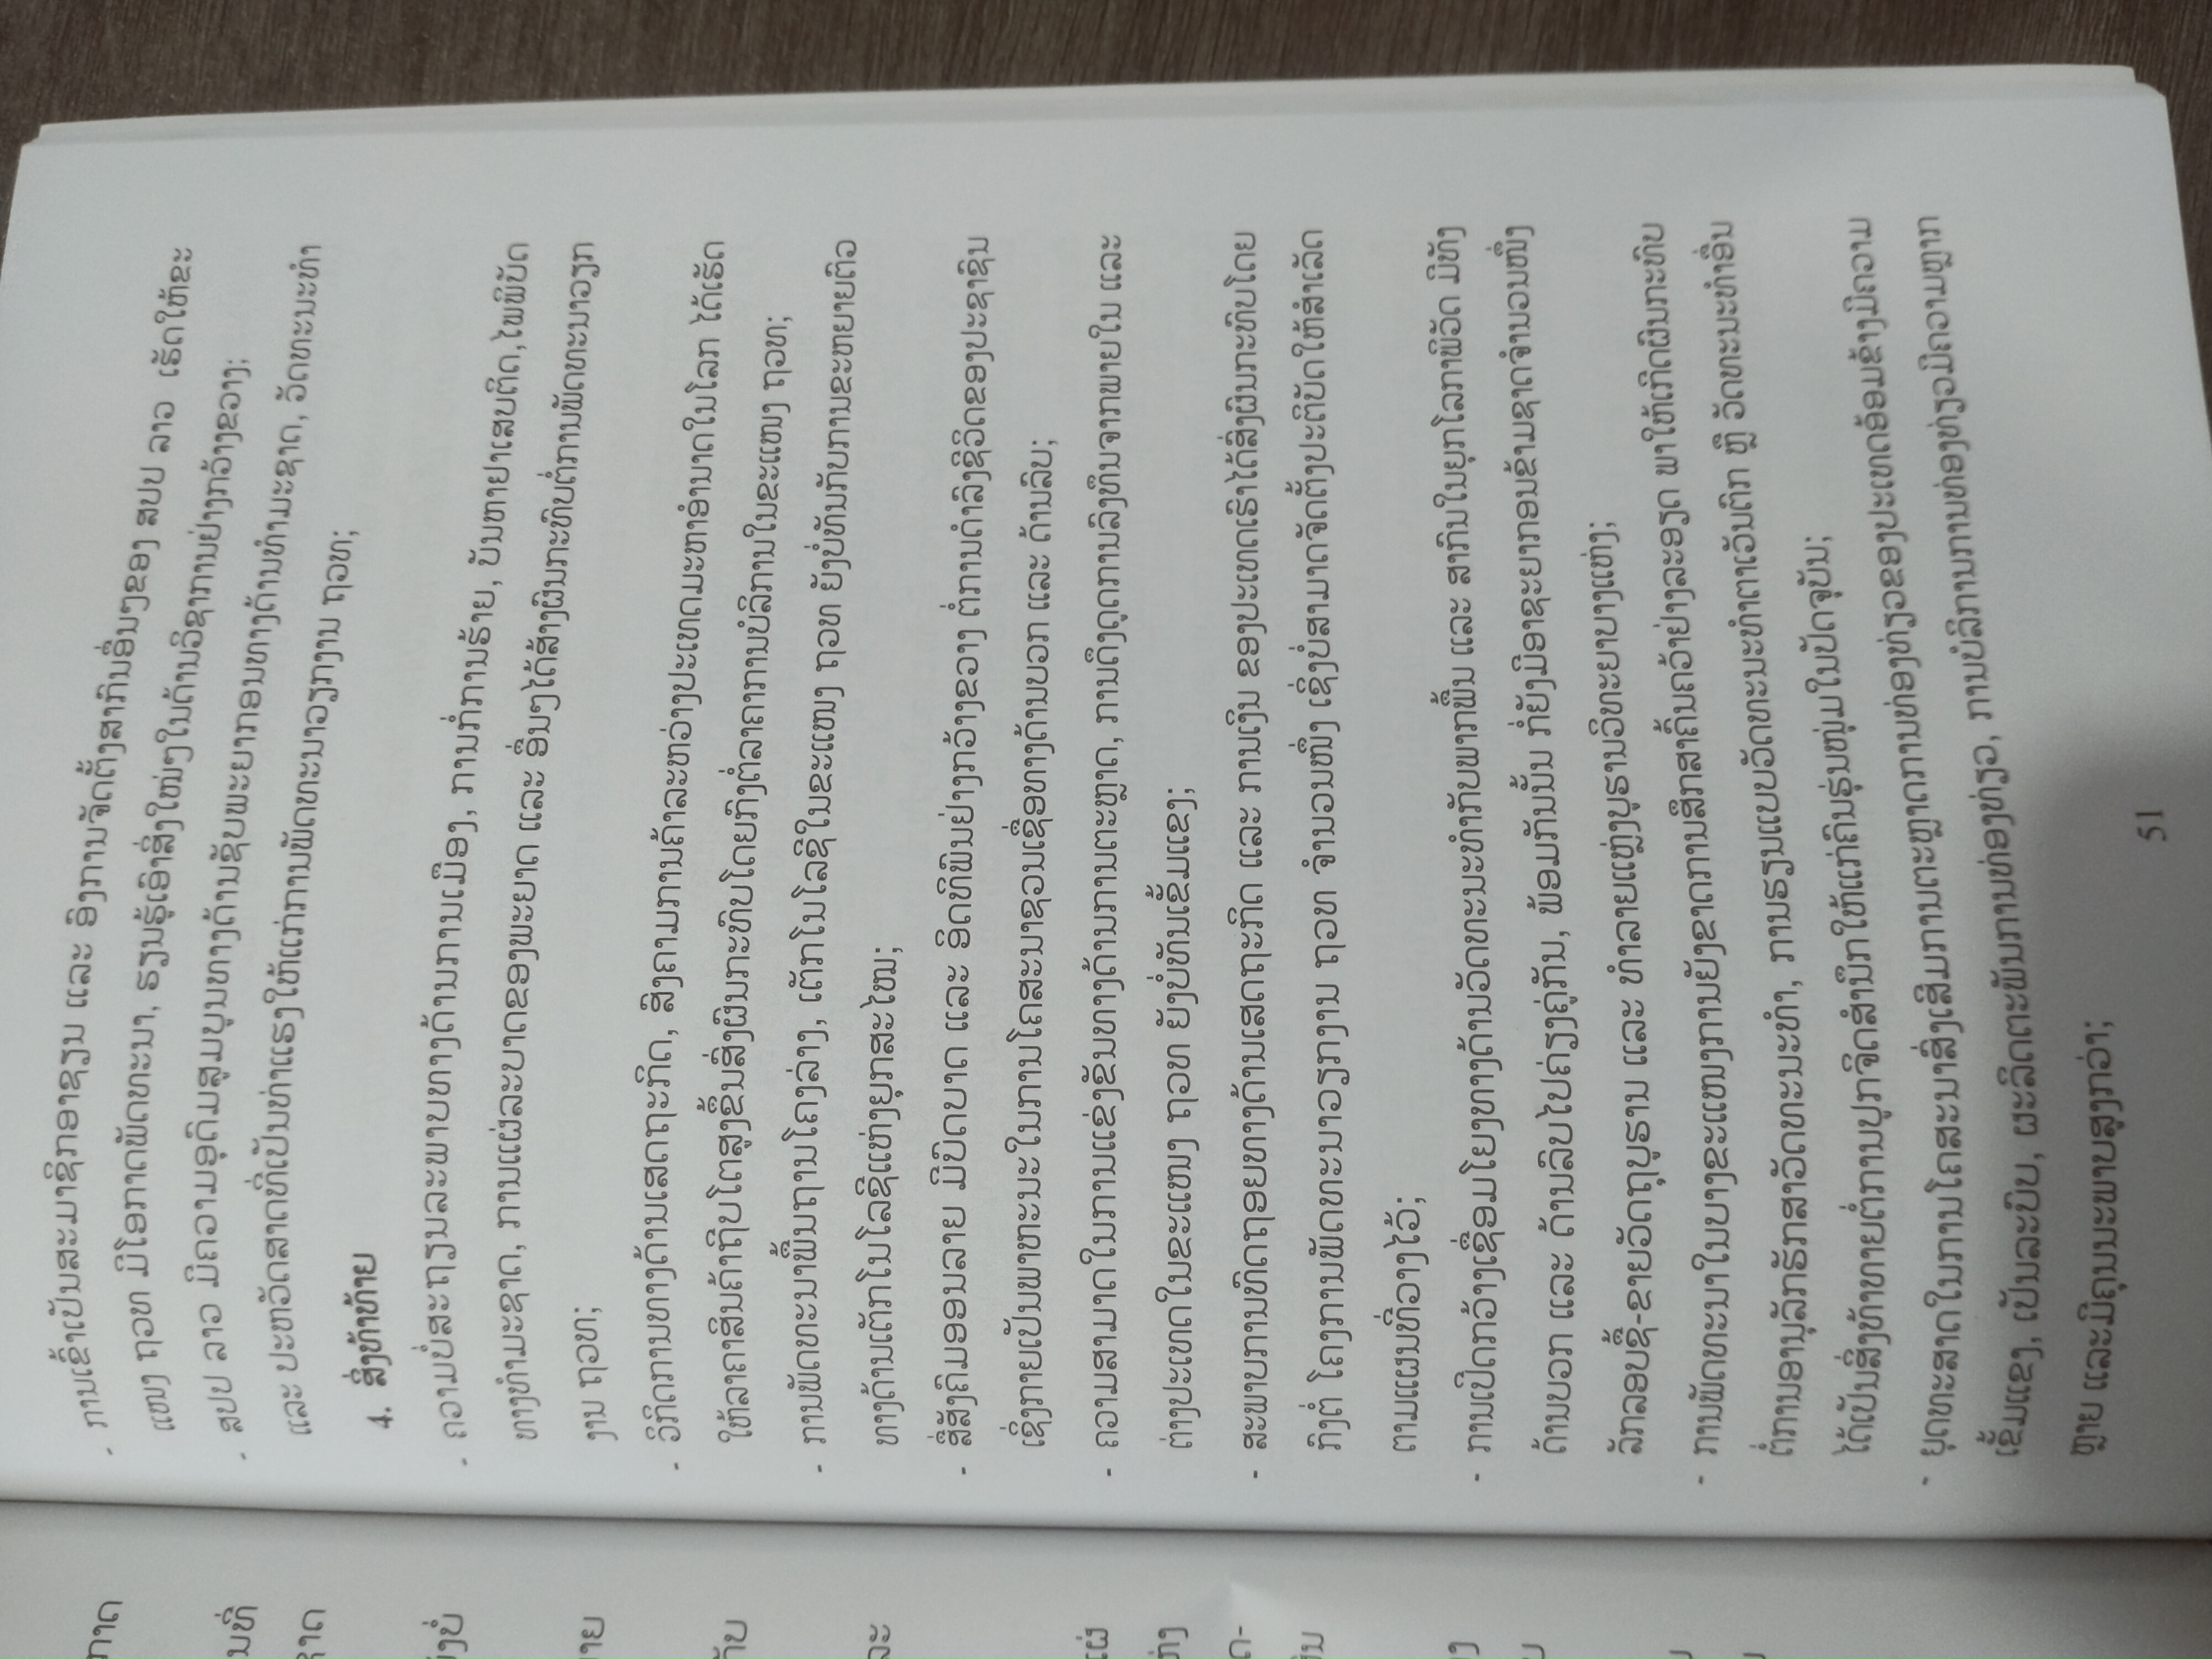 - ການເຂົ້າເປັນສະມາຊິກອາຊຽນ ແລະ ອົງການຈັດຕັ້ງສາກົນອື່ນໆຂອງ ສປປ ລາວ ເຮັດໃຫ້ຂະ
ແໜງ ຖວທ ມີໂອກາດພັດທະນາ, ຮຽນຮູ້ເອົາສິ່ງໃໝ່ໆໃນດ້ານວິຊາການຢ່າງກວ້າງຂວາງ;
- ສປປ ລາວ ມີຄວາມອຸດົມສົມບູນທາງດ້ານຊັບພະຍາກອນທາງດ້ານທຳມະຊາດ, ວັດທະນະທຳ
ແລະ ປະຫວັດສາດທີ່ເປັນທ່າແຮງໃຫ້ແກ່ການພັດທະນາວຽກງານ ຖວທ;
4. ສິ່ງທ້າທ້າຍ
- ຄວາມບໍ່ສະຖຽນລະພາບທາງດ້ານການເມືອງ, ການກໍ່ການຮ້າຍ, ບັນຫາຢາເສບຕິດ,ໄພພິບັດ
ທາງທຳມະຊາດ, ການແຜ່ລະບາດຂອງພະຍາດ ແລະ ອື່ນໆໄດ້ສ້າງຜົນກະທົບຕໍ່ການພັດທະນາວຽກ
ງານ ຖວທ;
- ວິກິດການທາງດ້ານເສດຖະກິດ, ສົງຄາມການຄ້າລະຫວ່າງປະເທດມະຫາອຳນາດໃນໂລກ ໄດ້ເຮັດ
ໃຫ້ລາຄາສິນຄ້າຖີບໂຕສູງຂຶ້ນສົ່ງຜົນກະທົບໂດຍກົງຕໍ່ລາຄາການບໍລິການໃນຂະແໜງ ຖວທ;
- ການພັດທະນາພື້ນຖານໂຄງລ່າງ, ເຕັກໂນໂລຊີໃນຂະແໜງ ຖວທ ຍັງບໍ່ທັນກັບການຂະຫຍາຍຕົວ
ທາງດ້ານເຕັກໂນໂລຊີແຫ່ງຍຸກສະໄໝ;
- ສື່ສັງຄົມອອນລາຍ ມີບົດບາດ ແລະ ອິດທິພົນຢ່າງກວ້າງຂວາງ ຕໍ່ການດຳລົງຊີວິດຂອງປະຊາຊົນ
ເຊິ່ງກາຍເປັນພາຫະນະໃນການໂຄສະນາຊວນເຊື່ອທາງດ້ານບວກ ແລະ ດ້ານລົບ;
- ຄວາມສາມາດໃນການແຂ່ງຂັນທາງດ້ານການຕະຫຼາດ, ການດຶງດູດການລົງທຶນຈາກພາຍໃນ ແລະ
ຕ່າງປະເທດໃນຂະແໜງ ຖວທ ຍັງບໍ່ທັນເຂັ້ມແຂງ;
- ສະພາບການຫົດຖອຍທາງດ້ານເສດຖະກິດ ແລະ ການເງິນ ຂອງປະເທດເຮົາໄດ້ສົ່ງຜົນກະທົບໂດຍ
ກົງຕໍ່ ໂຄງການພັດທະນາວຽກງານ ຖວທ ຈຳນວນໜຶ່ງ ເຊິ່ງບໍ່ສາມາດຈັດຕັ້ງປະຕິບັດໃຫ້ສຳເລັດ
ຕາມແຜນທີ່ວາງໄວ້;
- ການເປີດກວ້າງເຊື່ອມໂຍງທາງດ້ານວັດທະນະທຳກັບພາກພື້ນ ແລະ ສາກົນໃນຍຸກໂລກາພິວັດ ມີທັງ
ດ້ານບວກ ແລະ ດ້ານລົບໄປຄ່ຽງຄູ່ກັນ, ພ້ອມກັນນັ້ນ ກໍ່ຍັງມີອາຊະຍາກອນຂ້າມຊາດຈຳນວນໜຶ່ງ
ລັກລອບຊື້-ຂາຍວັດຖຸບູຮານ ແລະ ທຳລາຍແຫຼ່ງບູຮານວິທະຍາບາງແຫ່ງ;
- ການພັດທະນາໃນບາງຂະແໜງການຍັງຂາດການສຶກສາຄົ້ນຄວ້າຢ່າງລະອຽດ ພາໃຫ້ເກີດຜົນກະທົບ
ຕໍ່ການອານຸລັກຮັກສາວັດທະນະທຳ, ການຮຽນແບບວັດທະນະທຳຕາເວັນຕົກ ຫຼື ວັດທະນະທຳອື່ນ
ໄດ້ເປັນສິ່ງທ້າທາຍຕໍ່ການປູກຈິດສຳນຶກໃຫ້ແກ່ຄົນຮຸ່ນໜຸ່ມໃນປັດຈຸບັນ;
- ຍຸດທະສາດໃນການໂຄສະນາສົ່ງເສີມການຕະຫຼາດການທ່ອງທ່ຽວຂອງປະເທດອ້ອມຂ້າງມີຄວາມ
ເຂັ້ມແຂງ, ເປັນລະບົບ, ຜະລິດຕະພັນການທ່ອງທ່ຽວ, ການບໍລິການການທ່ອງທ່ຽວມີຄວາມຫຼາກ
ຫຼາຍ ແລະມີຄຸນນະພາບສູງກວ່າ;
51